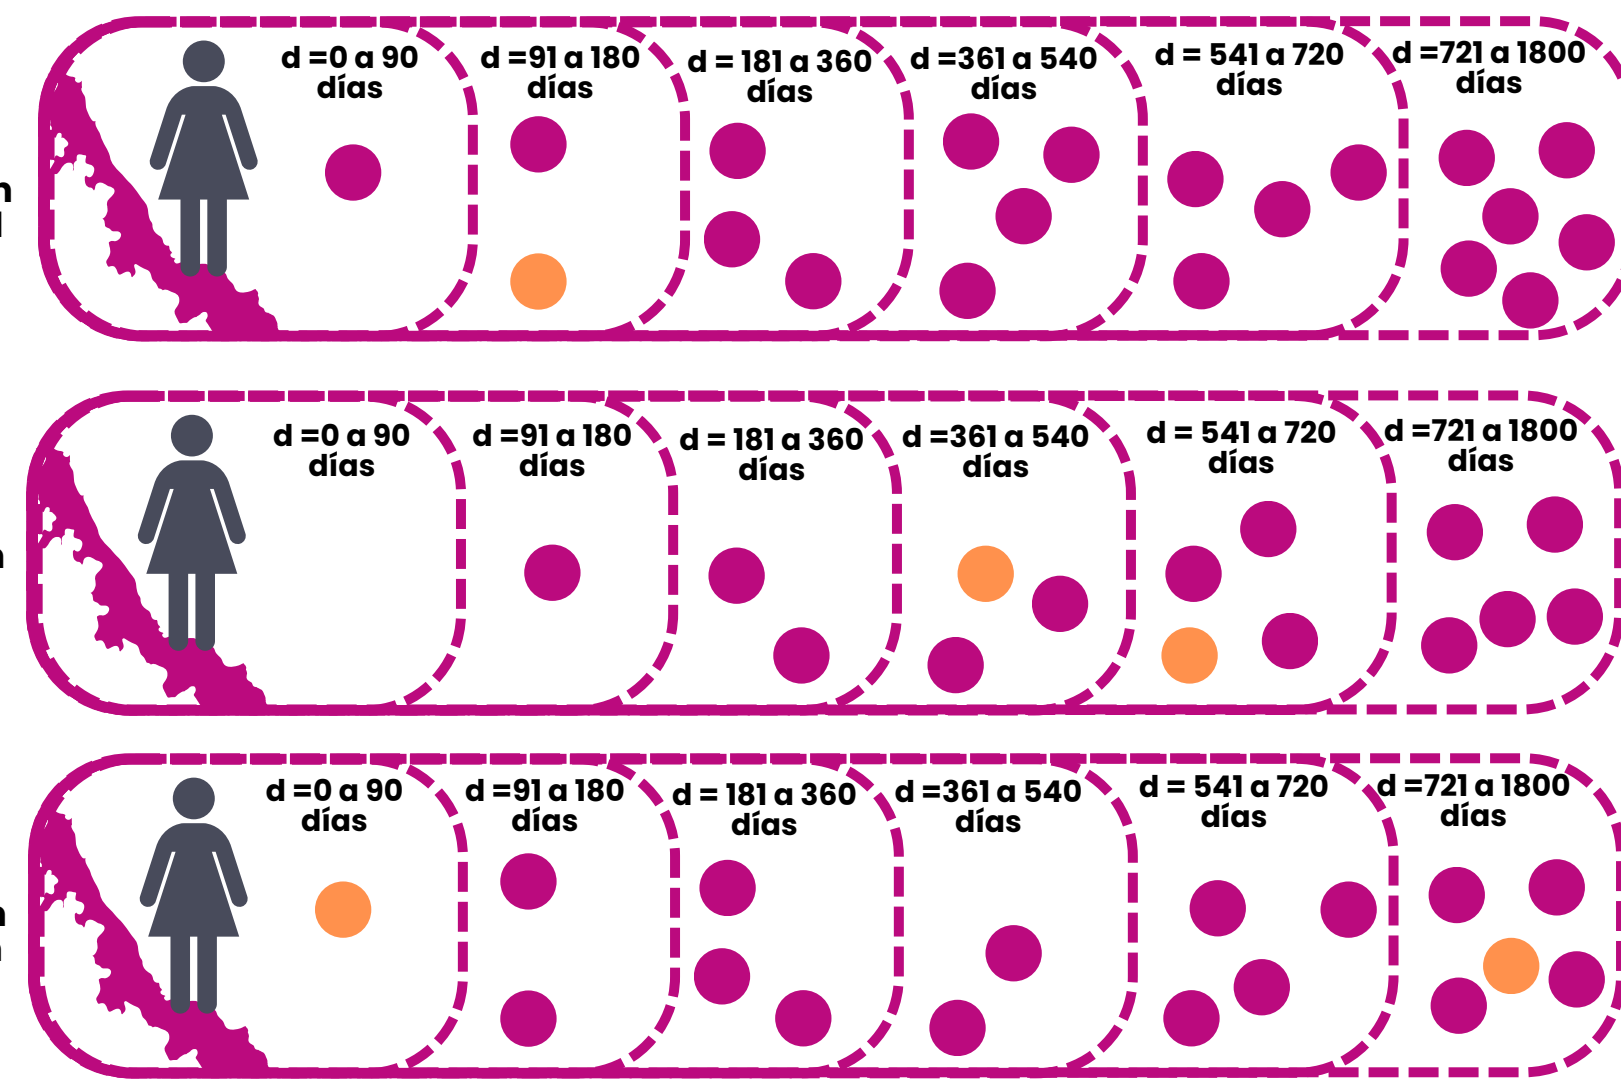 d =0 a 90
días
d =91 a 180
días
d = 181 a 360
días
d =361 a 540
días
d = 541 a 720
días
d =721 a 1800
días
d =0 a 90
días
d =91 a 180
días
d = 181 a 360
días
d =361 a 540
días
d = 541 a 720
días
d =721 a 1800
días
d =0 a 90
días
d =91 a 180
días
d = 181 a 360
días
d =361 a 540
días
d = 541 a 720
días
d =721 a 1800
días